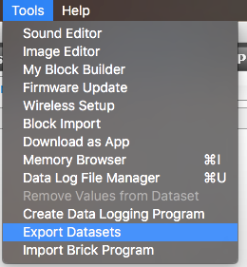 Tools Help
Sound Editor
Image Editor
My Block Builder
Firmware Update
Wireless Setup
Block Import
Download as App
Memory Browser ⌘I
Data Log File Manager ⌘U
Remove Values from Dataset
Create Data Logging Program
Export Datasets
Import Brick Program